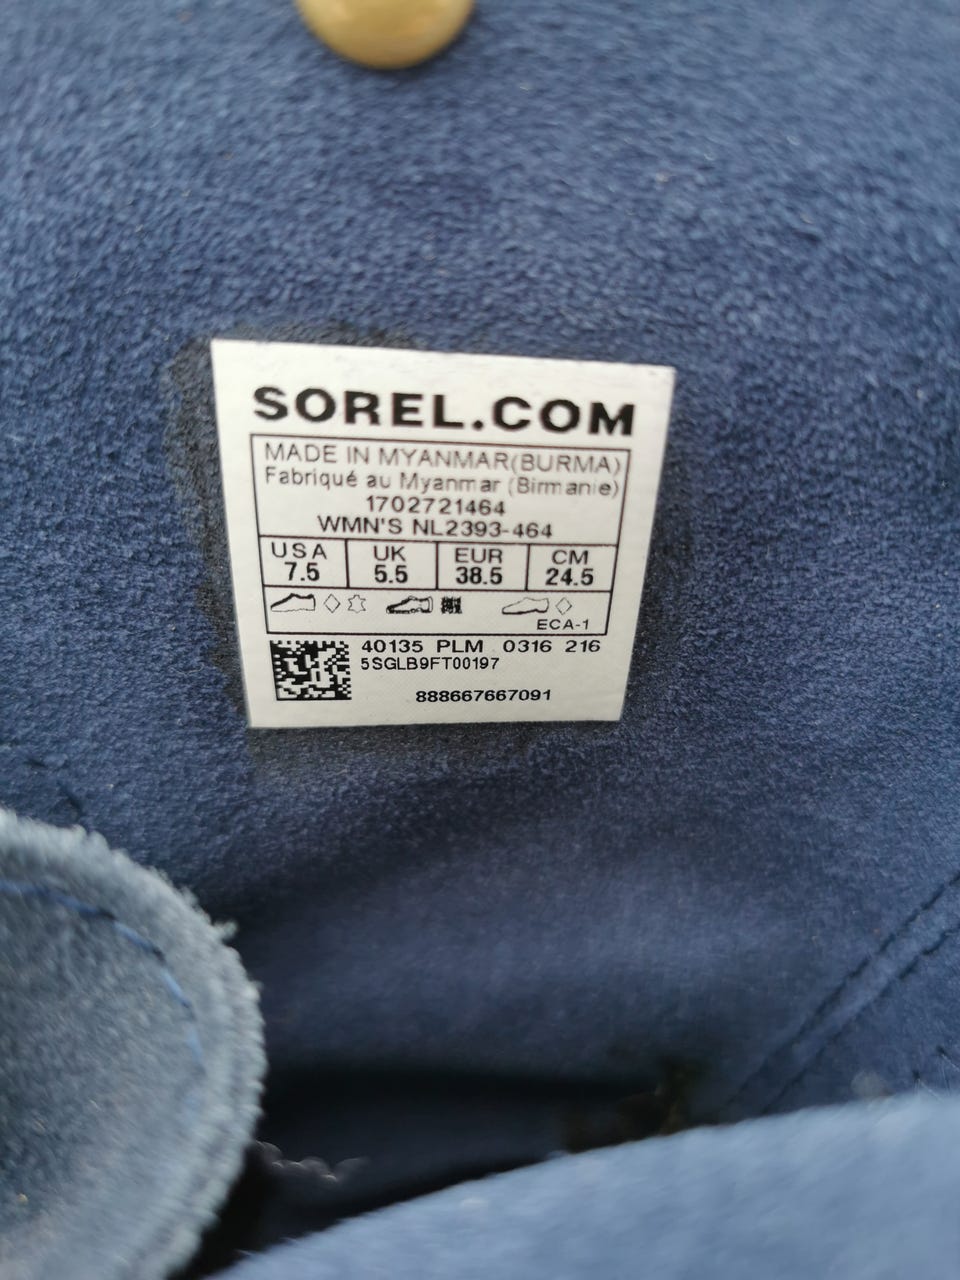 SOREL.COM
MADE IN MYANMAR(BURMA)
Fabriqué au Myanmar (Birmanie)
1702721464
WMN'S NL2393-464
USA UK EUR CM
7.5 5.5 38.5 24.5
ECA-1
40135 PLM 0316 216
5SGLB9FT00197
888667667091